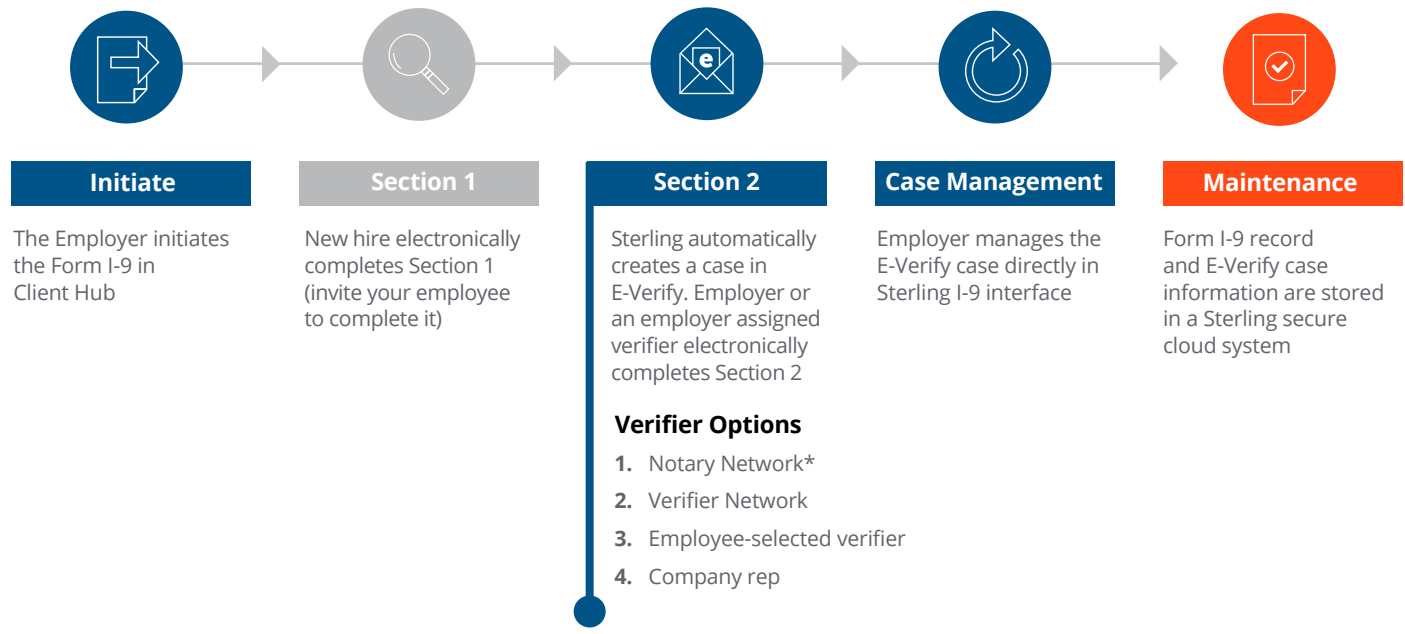 e
Initiate
The Employer initiates
the Form I-9 in
Client Hub
Section 1
New hire electronically
completes Section 1
(invite your employee
to complete it)
Section 2
Sterling automatically
creates a case in
E-Verify. Employer or
an employer assigned
verifier electronically
completes Section 2
Verifier Options
1. Notary Network*
2. Verifier Network
3. Employee-selected verifier
4. Company rep
Case Management
Employer manages the
E-Verify case directly in
Sterling I-9 interface
Maintenance
Form I-9 record
and E-Verify case
information are stored
in a Sterling secure
cloud system